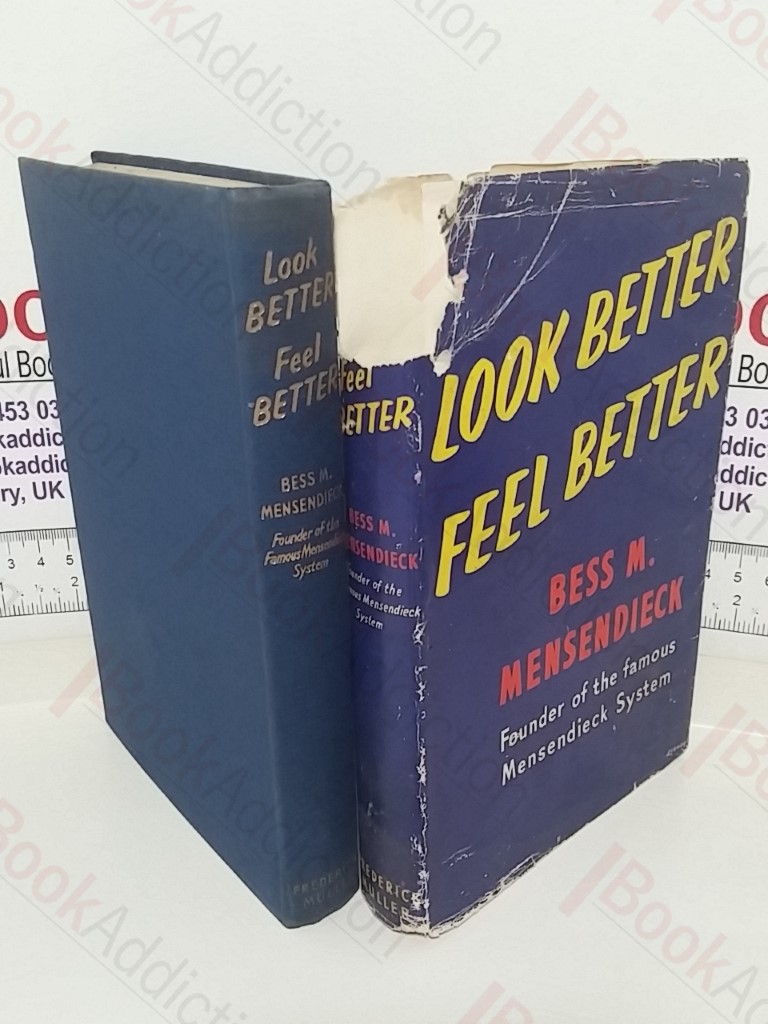 Look
BETTER
Feel
BETTER
BESS M.
MENSENDIECK
Founder of the
Famous Mensendieck
System
FREDERICK
MULLER
Feel
BETTER
BESS M.
MENSENDIECK
Founder of the
famous Mensendieck
System
FREDERICK
MULLER
LOOK BETTER
FEEL BETTER
BESS M.
MENSENDIECK
Founder of the famous
Mensendieck System
BookAddiction